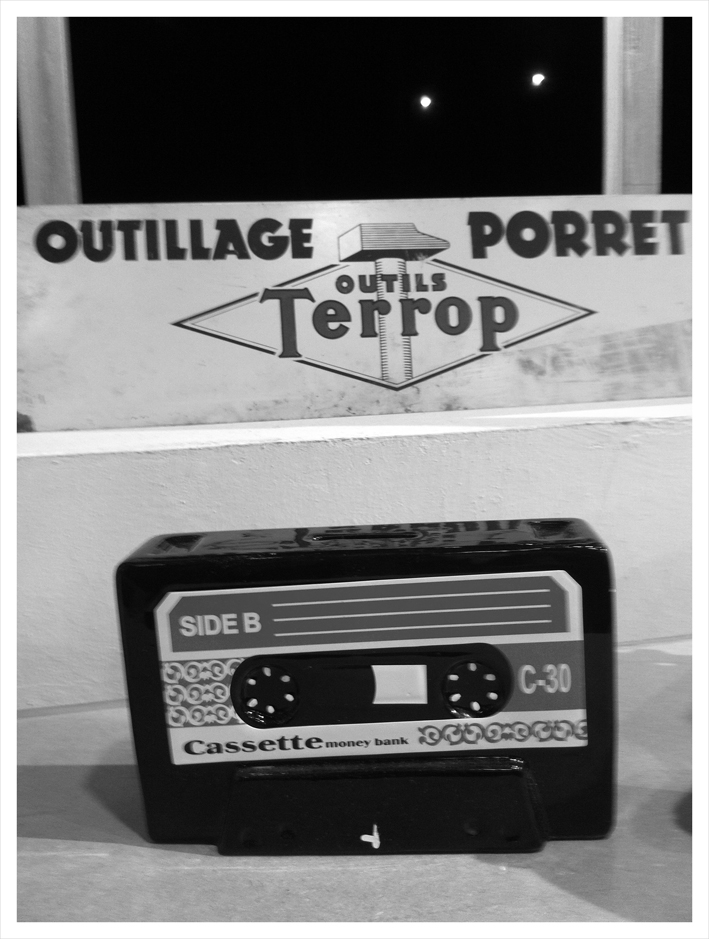 OUTILLAGE PORRET
OUTILS
Terrop
SIDE B
C-30
Cassette money bank